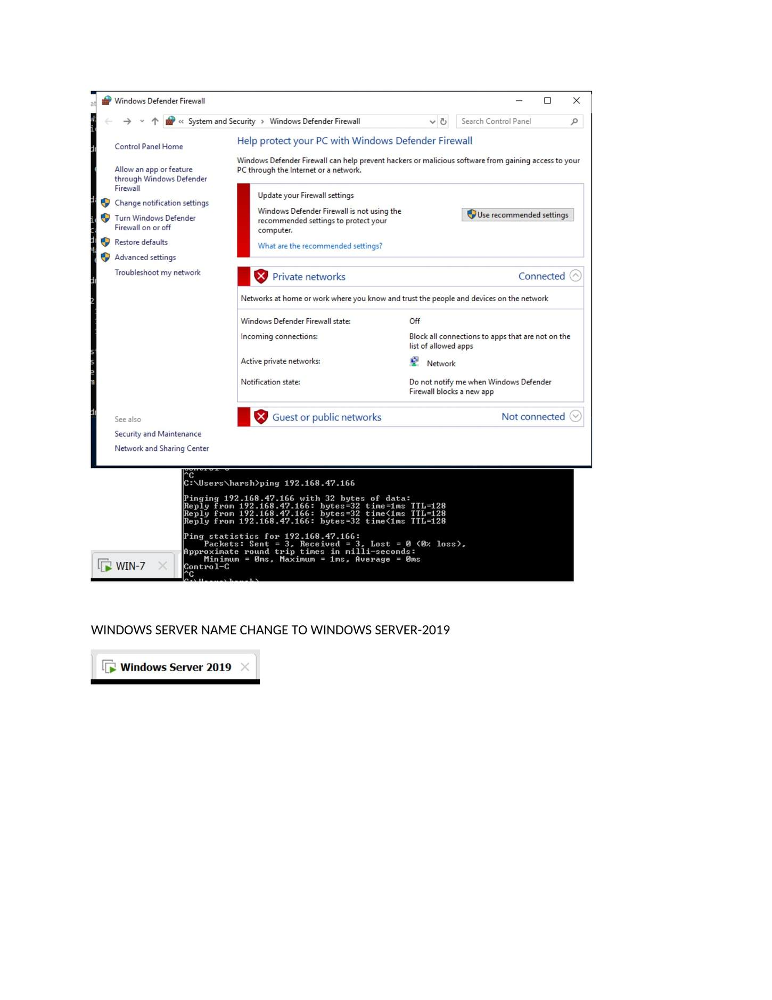 Windows Defender Firewall
« System and Security › Windows Defender Firewall
Search Control Panel
Control Panel Home
Allow an app or feature
through Windows Defender
Firewall
Change notification settings
Turn Windows Defender
Firewall on or off
Restore defaults
Advanced settings
Troubleshoot my network
See also
Security and Maintenance
Network and Sharing Center
Help protect your PC with Windows Defender Firewall
Windows Defender Firewall can help prevent hackers or malicious software from gaining access to your
PC through the Internet or a network.
Update your Firewall settings
Windows Defender Firewall is not using the
recommended settings to protect your
computer.
Use recommended settings
What are the recommended settings?
Private networks Connected
Networks at home or work where you know and trust the people and devices on the network
Windows Defender Firewall state: Off
Incoming connections: Block all connections to apps that are not on the
list of allowed apps
Active private networks: Network
Notification state: Do not notify me when Windows Defender
Firewall blocks a new app
Guest or public networks Not connected
^C
C:\Users\harsh>ping 192.168.47.166
Pinging 192.168.47.166 with 32 bytes of data:
Reply from 192.168.47.166: bytes=32 time=1ms TTL=128
Reply from 192.168.47.166: bytes=32 time<1ms TTL=128
Reply from 192.168.47.166: bytes=32 time<1ms TTL=128
Ping statistics for 192.168.47.166:
Packets: Sent = 3, Received = 3, Lost = 0 (0% loss),
Approximate round trip times in milli-seconds:
Minimum = 0ms, Maximum = 1ms, Average = 0ms
Control-C
^C
WIN-7
WINDOWS SERVER NAME CHANGE TO WINDOWS SERVER-2019
Windows Server 2019